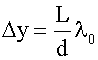 Δy = L/d λ₀